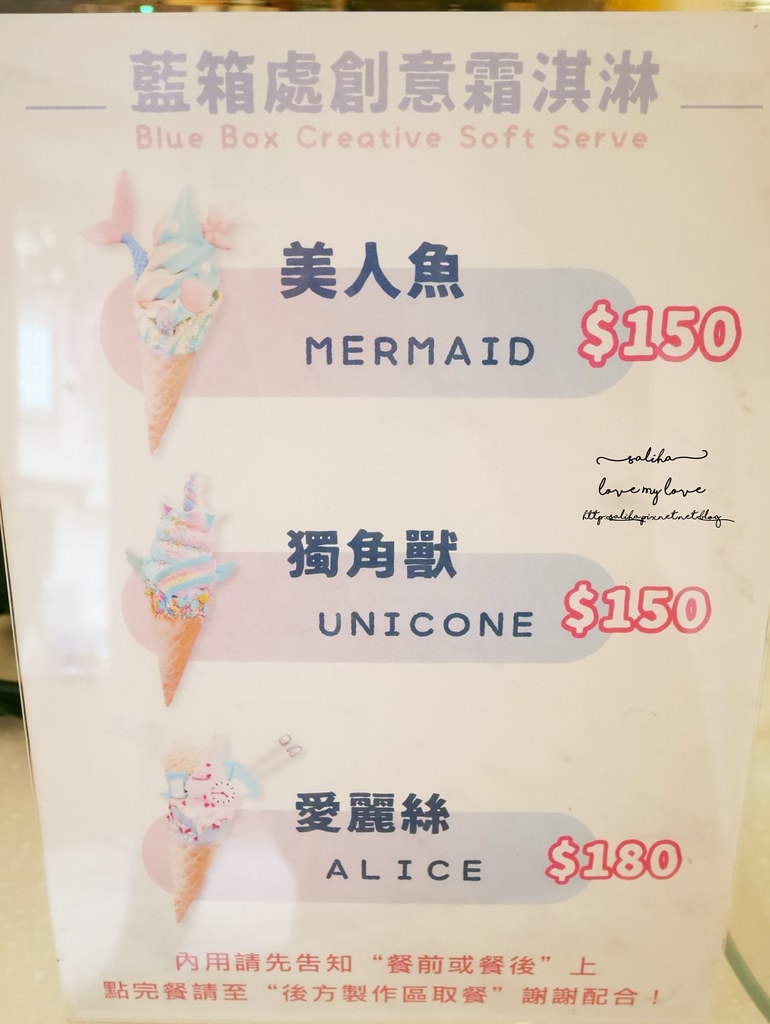 藍箱處創意霜淇淋
Blue Box Creative Soft Serve
美人魚
MERMAID
$150
saliha
love my love
http:salihapixnetnetblog
獨角獸
UNICONE
$150
愛麗絲
ALICE
$180
內用請先告知“餐前或餐後”上
點完餐請至“後方製作區取餐”謝謝配合！